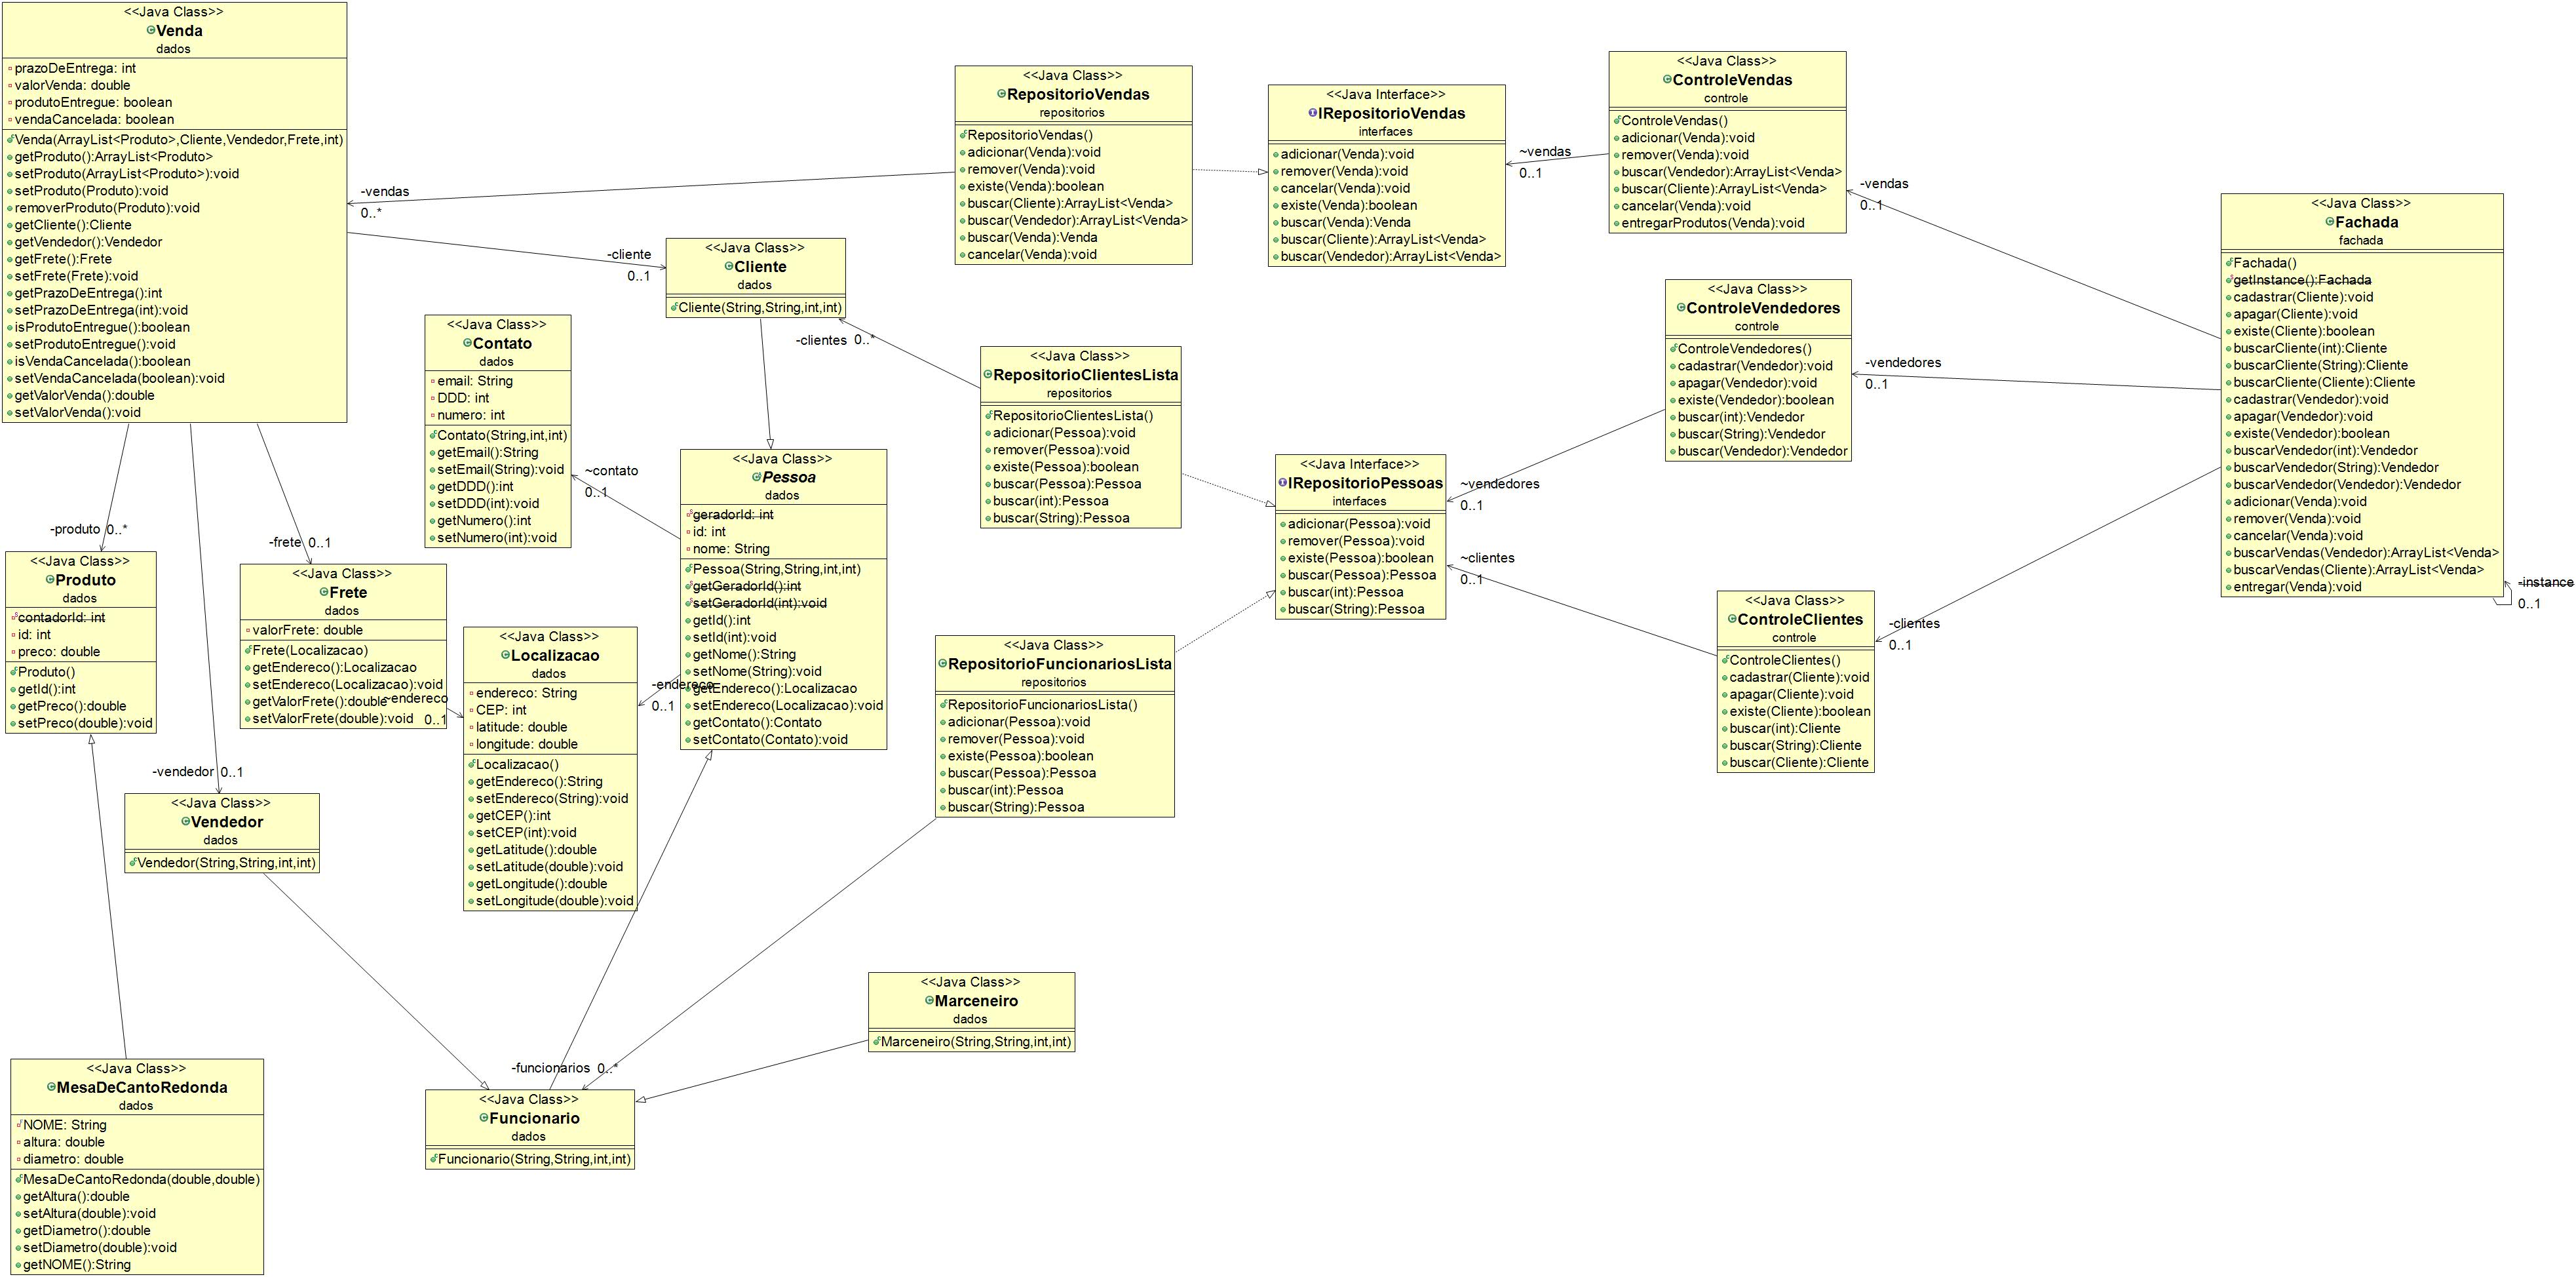 <<Java Class>>
Venda
dados
prazoDeEntrega: int
valorVenda: double
produtoEntregue: boolean
vendaCancelada: boolean
Venda(ArrayList<Produto>,Cliente,Vendedor,Frete,int)
getProduto():ArrayList<Produto>
setProduto(ArrayList<Produto>):void
setProduto(Produto):void
removerProduto(Produto):void
getCliente():Cliente
getVendedor():Vendedor
getFrete():Frete
setFrete(Frete):void
getPrazoDeEntrega():int
setPrazoDeEntrega(int):void
isProdutoEntregue():boolean
setProdutoEntregue():void
isVendaCancelada():boolean
setVendaCancelada(boolean):void
getValorVenda():double
setValorVenda():void
-vendas
0..*
-cliente
0..1
<<Java Class>>
RepositorioVendas
repositorios
RepositorioVendas()
adicionar(Venda):void
remover(Venda):void
existe(Venda):boolean
buscar(Cliente):ArrayList<Venda>
buscar(Vendedor):ArrayList<Venda>
buscar(Venda):Venda
cancelar(Venda):void
<<Java Interface>>
IRepositorioVendas
interfaces
adicionar(Venda):void
remover(Venda):void
cancelar(Venda):void
existe(Venda):boolean
buscar(Venda):Venda
buscar(Cliente):ArrayList<Venda>
buscar(Vendedor):ArrayList<Venda>
~vendas
0..1
<<Java Class>>
ControleVendas
controle
ControleVendas()
adicionar(Venda):void
remover(Venda):void
buscar(Vendedor):ArrayList<Venda>
buscar(Cliente):ArrayList<Venda>
cancelar(Venda):void
entregarProdutos(Venda):void
-vendas
0..1
<<Java Class>>
Fachada
fachada
Fachada()
getInstance():Fachada
cadastrar(Cliente):void
apagar(Cliente):void
existe(Cliente):boolean
buscarCliente(int):Cliente
buscarCliente(String):Cliente
buscarCliente(Cliente):Cliente
cadastrar(Vendedor):void
apagar(Vendedor):void
existe(Vendedor):boolean
buscarVendedor(int):Vendedor
buscarVendedor(String):Vendedor
buscarVendedor(Vendedor):Vendedor
adicionar(Venda):void
remover(Venda):void
cancelar(Venda):void
buscarVendas(Vendedor):ArrayList<Venda>
buscarVendas(Cliente):ArrayList<Venda>
entregar(Venda):void
-instance
0..1
<<Java Class>>
Cliente
dados
Cliente(String,String,int,int)
<<Java Class>>
ControleVendedores
controle
ControleVendedores()
cadastrar(Vendedor):void
apagar(Vendedor):void
existe(Vendedor):boolean
buscar(int):Vendedor
buscar(String):Vendedor
buscar(Vendedor):Vendedor
-vendedores
0..1
<<Java Class>>
Contato
dados
email: String
DDD: int
numero: int
Contato(String,int,int)
getEmail():String
setEmail(String):void
getDDD():int
setDDD(int):void
getNumero():int
setNumero(int):void
-clientes 0..*
<<Java Class>>
RepositorioClientesLista
repositorios
RepositorioClientesLista()
adicionar(Pessoa):void
remover(Pessoa):void
existe(Pessoa):boolean
buscar(Pessoa):Pessoa
buscar(int):Pessoa
buscar(String):Pessoa
~contato
0..1
<<Java Class>>
Pessoa
dados
geradorId: int
id: int
nome: String
Pessoa(String,String,int,int)
getGeradorId():int
setGeradorId(int):void
getId():int
setId(int):void
getNome():String
setNome(String):void
getEndereco():Localizacao
setEndereco(Localizacao):void
getContato():Contato
setContato(Contato):void
<<Java Interface>>
IRepositorioPessoas
interfaces
adicionar(Pessoa):void
remover(Pessoa):void
existe(Pessoa):boolean
buscar(Pessoa):Pessoa
buscar(int):Pessoa
buscar(String):Pessoa
~vendedores
0..1
~clientes
0..1
-produto 0..*
-frete 0..1
<<Java Class>>
Produto
dados
contadorId: int
id: int
preco: double
Produto()
getId():int
getPreco():double
setPreco(double):void
<<Java Class>>
Frete
dados
valorFrete: double
Frete(Localizacao)
getEndereco():Localizacao
setEndereco(Localizacao):void
getValorFrete():double
setValorFrete(double):void
~endereco
0..1
<<Java Class>>
Localizacao
dados
endereco: String
CEP: int
latitude: double
longitude: double
Localizacao()
getEndereco():String
setEndereco(String):void
getCEP():int
setCEP(int):void
getLatitude():double
setLatitude(double):void
getLongitude():double
setLongitude(double):void
-endereco
0..1
<<Java Class>>
RepositorioFuncionariosLista
repositorios
RepositorioFuncionariosLista()
adicionar(Pessoa):void
remover(Pessoa):void
existe(Pessoa):boolean
buscar(Pessoa):Pessoa
buscar(int):Pessoa
buscar(String):Pessoa
<<Java Class>>
ControleClientes
controle
ControleClientes()
cadastrar(Cliente):void
apagar(Cliente):void
existe(Cliente):boolean
buscar(int):Cliente
buscar(String):Cliente
buscar(Cliente):Cliente
-clientes
0..1
-vendedor 0..1
<<Java Class>>
Vendedor
dados
Vendedor(String,String,int,int)
<<Java Class>>
Marceneiro
dados
Marceneiro(String,String,int,int)
-funcionarios 0..*
<<Java Class>>
Funcionario
dados
Funcionario(String,String,int,int)
<<Java Class>>
MesaDeCantoRedonda
dados
NOME: String
altura: double
diametro: double
MesaDeCantoRedonda(double,double)
getAltura():double
setAltura(double):void
getDiametro():double
setDiametro(double):void
getNOME():String